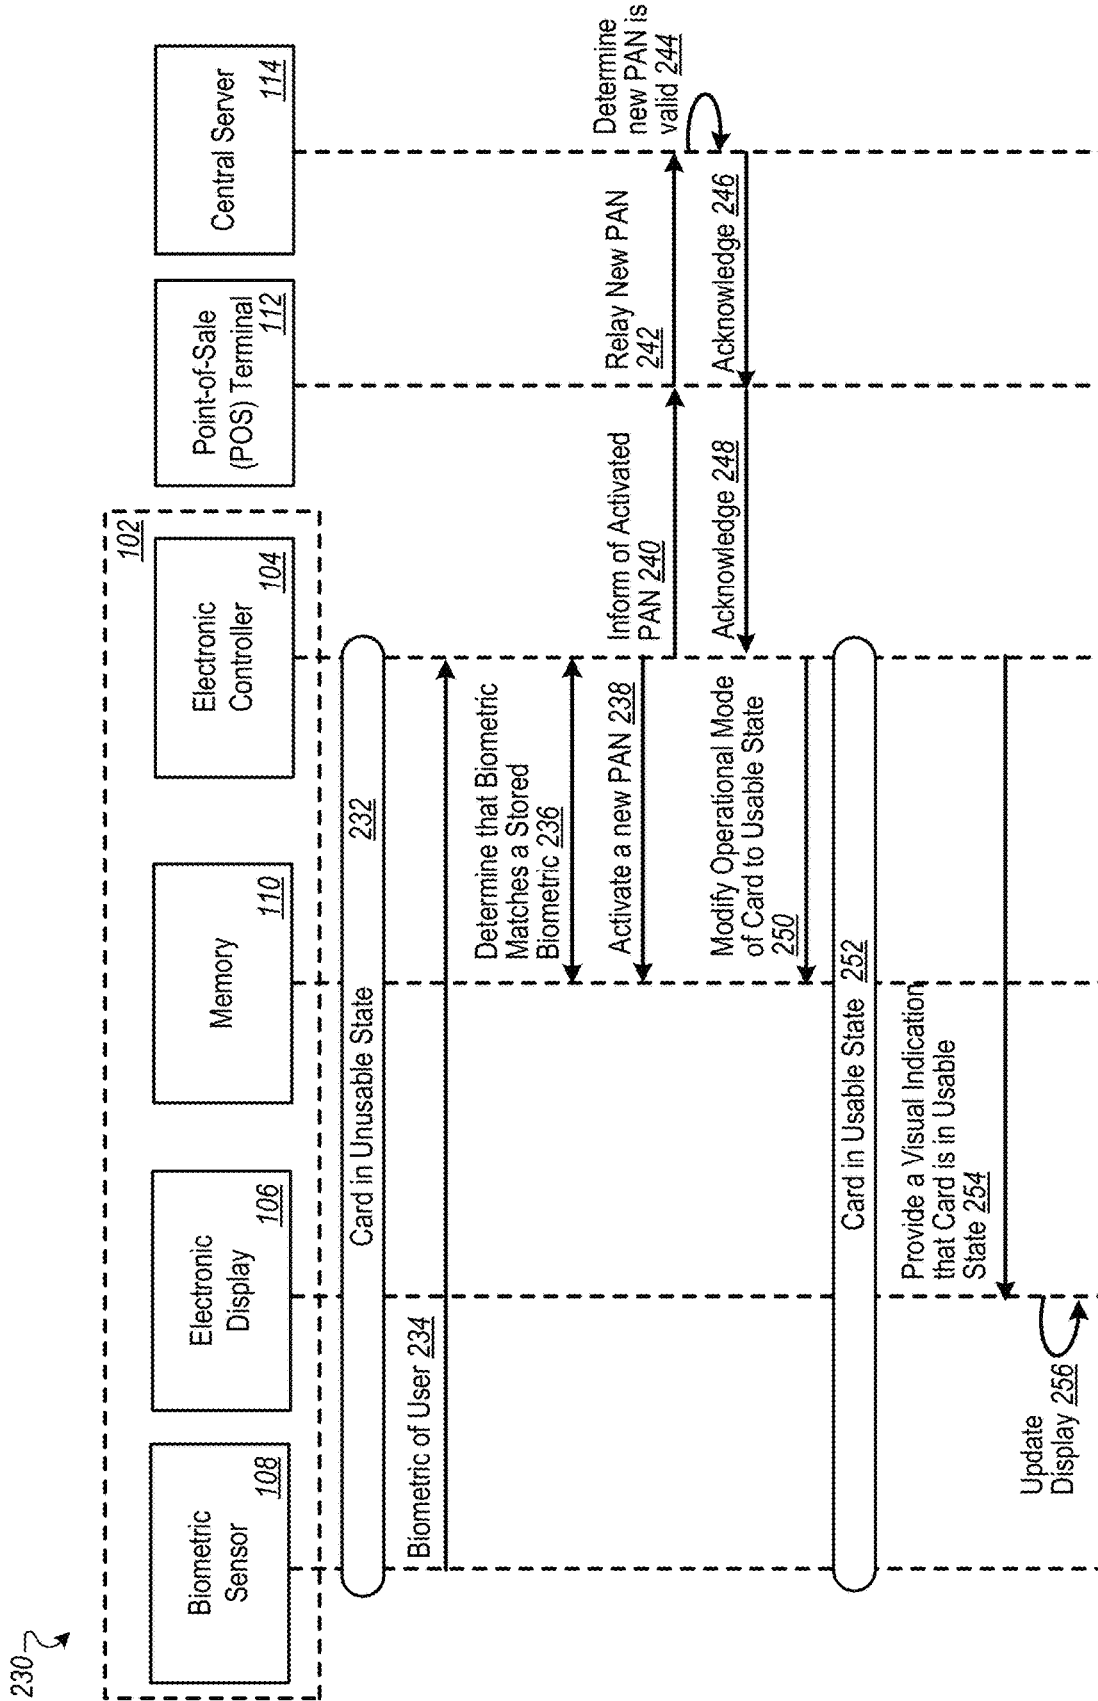 230
102
Biometric
Sensor
108
Electronic
Display
106
Memory
110
Electronic
Controller
104
Point-of-Sale
(POS) Terminal
112
Central Server
114
Card in Unusable State
232
Biometric of User 234
Determine that Biometric
Matches a Stored
Biometric 236
Activate a new PAN 238
Inform of Activated
PAN 240
Relay New PAN
242
Determine
new PAN is
valid 244
Acknowledge 246
Acknowledge 248
Modify Operational Mode
of Card to Usable State
250
Card in Usable State 252
Provide a Visual Indication
that Card is in Usable
State 254
Update
Display 256